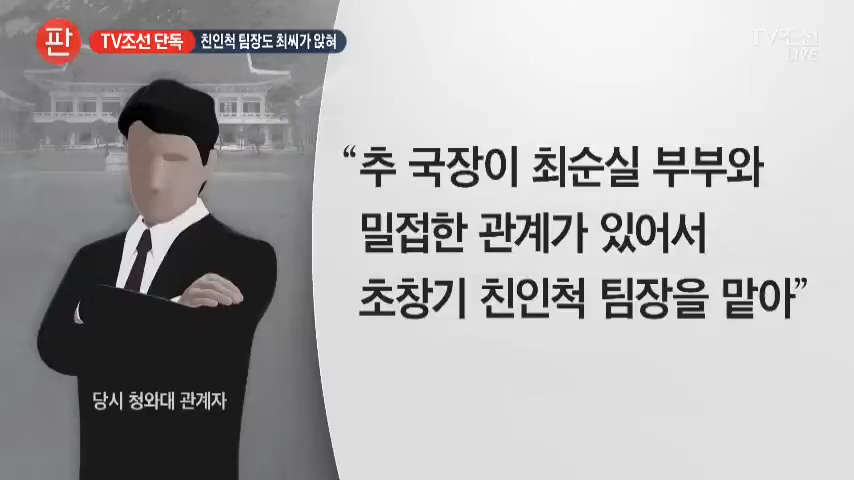 판 TV조선 단독 친인척 팀장도 최씨가 앉혀
TV조선
LIVE
“추 국장이 최순실 부부와
밀접한 관계가 있어서
초창기 친인척 팀장을 맡아”
당시 청와대 관계자